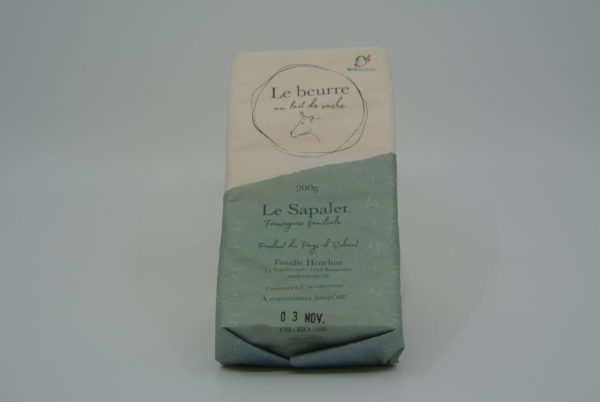 Le beurre
au lait de vache
200g
Le Sapalet
Fromagerie familiale
Produit du Pays-d'Enhaut
Famille Henchoz
À consommer jusqu'au
03 NOV.
CH-BIO-006